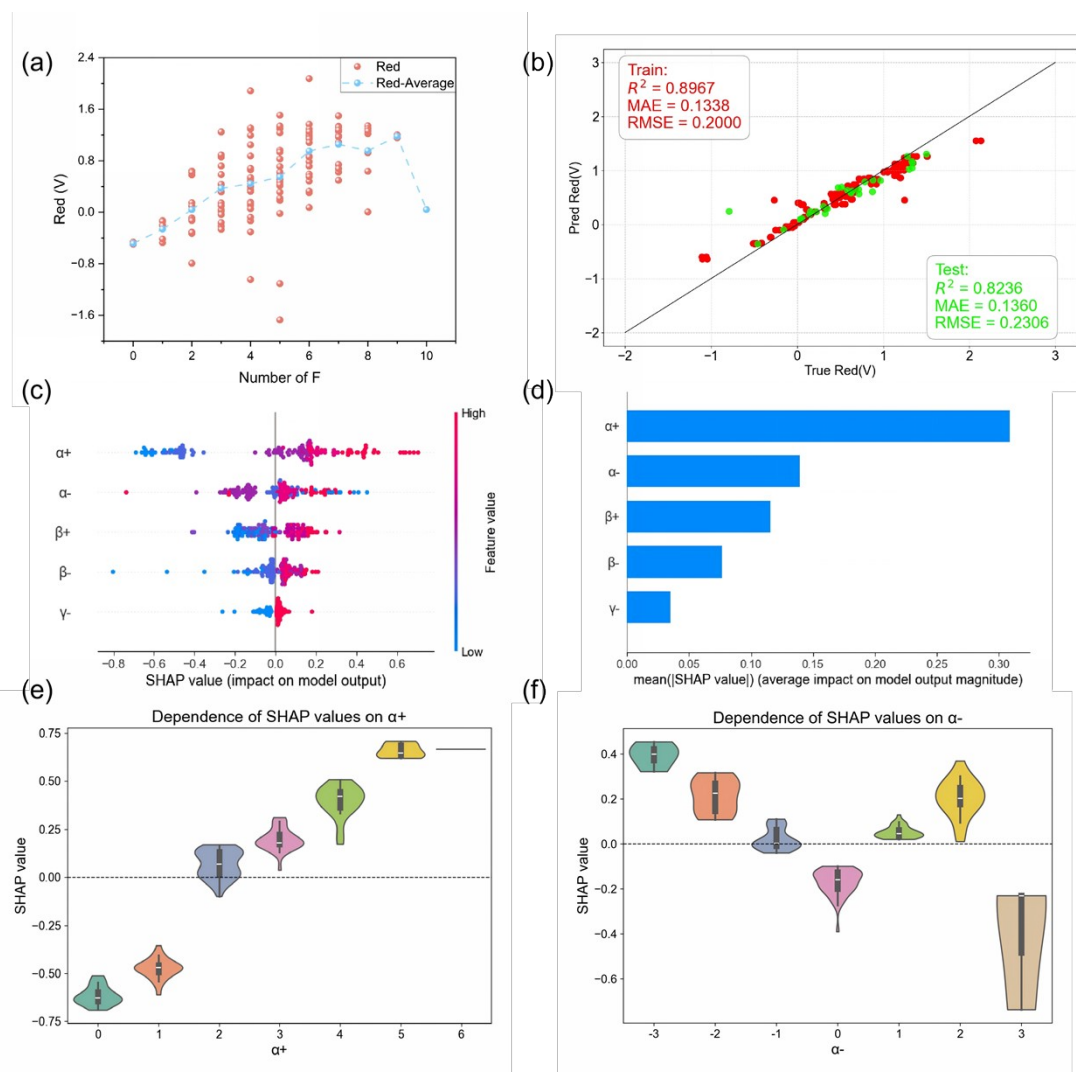 (a)
2.4
1.6
0.8
0.0
−0.8
−1.6
Red (V)
Red
Red-Average
0 2 4 6 8 10
Number of F
(b)
3
2
1
0
−1
−2
Pred Red(V)
Train:
R² = 0.8967
MAE = 0.1338
RMSE = 0.2000
Test:
R² = 0.8236
MAE = 0.1360
RMSE = 0.2306
−2 −1 0 1 2 3
True Red(V)
(c)
α+
α-
β+
β-
γ-
High
Low
Feature value
−0.8 −0.6 −0.4 −0.2 0.0 0.2 0.4 0.6
SHAP value (impact on model output)
(d)
α+
α-
β+
β-
γ-
0.00 0.05 0.10 0.15 0.20 0.25 0.30
mean(|SHAP value|) (average impact on model output magnitude)
(e)
Dependence of SHAP values on α+
0.75
0.50
0.25
0.00
−0.25
−0.50
−0.75
SHAP value
0 1 2 3 4 5 6
α+
(f)
Dependence of SHAP values on α-
0.4
0.2
0.0
−0.2
−0.4
−0.6
SHAP value
-3 -2 -1 0 1 2 3
α-